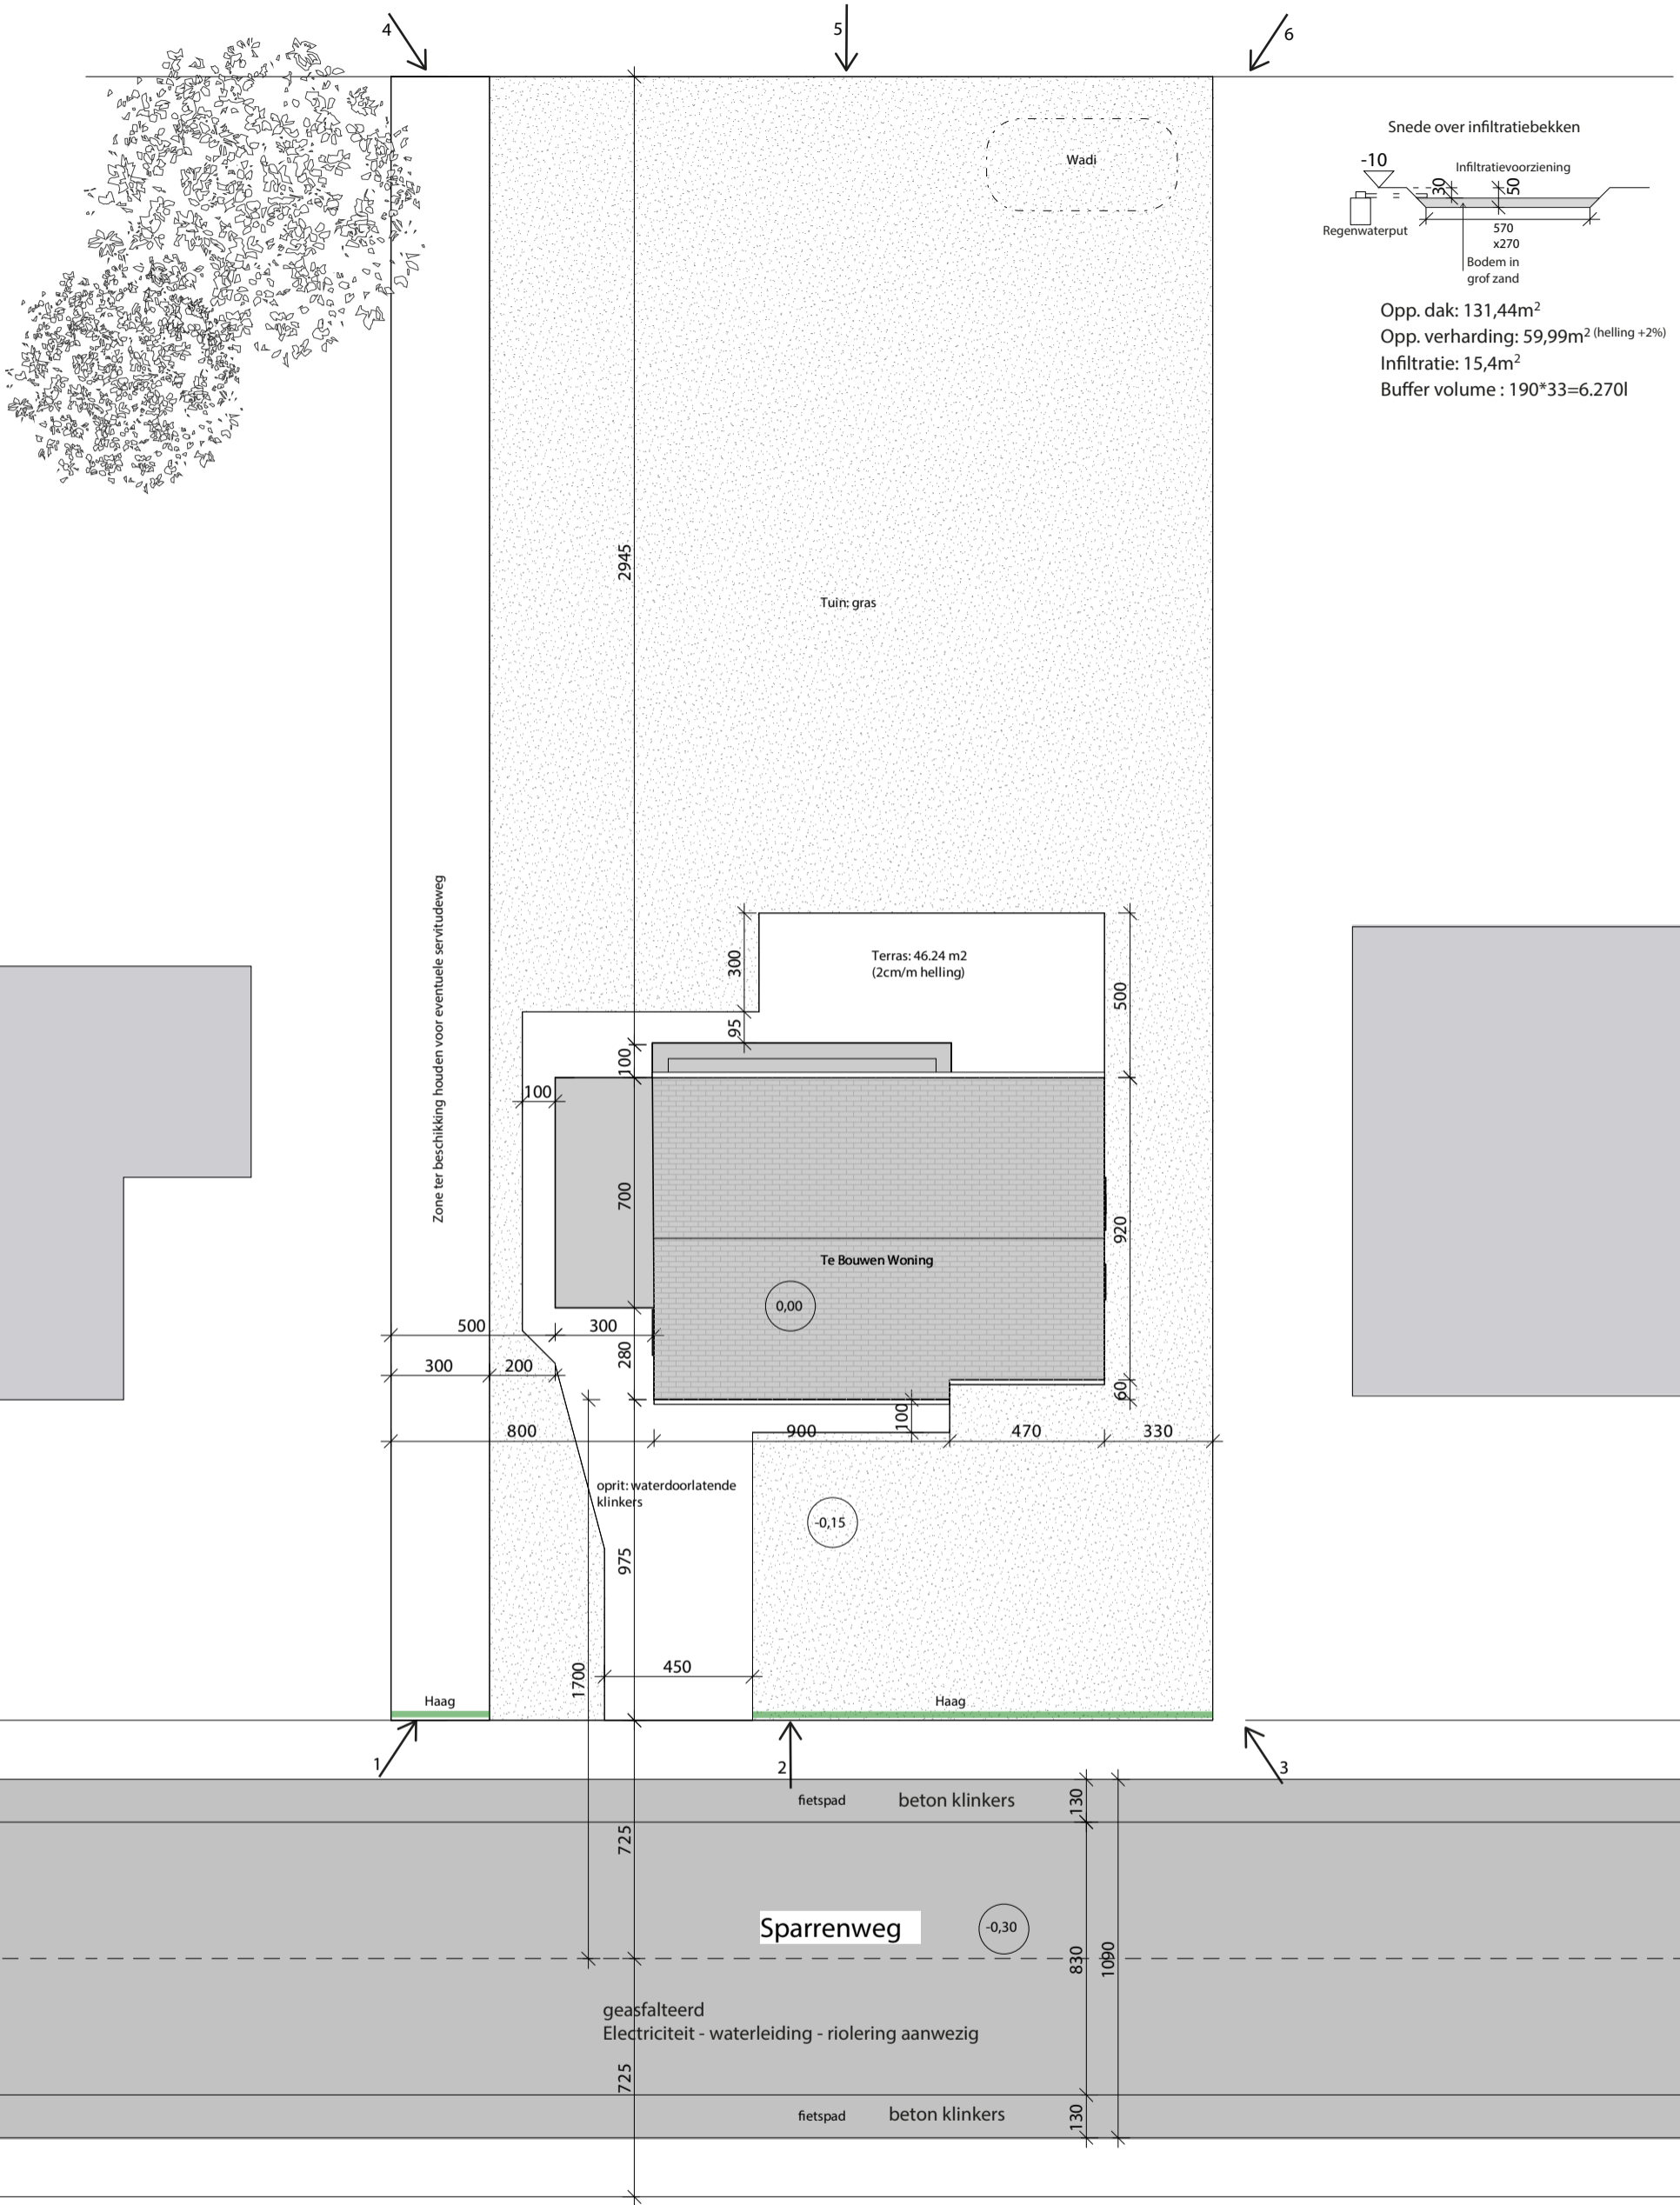 4
5
6
Snede over infiltratiebekken
Wadi
-10
Infiltratievoorziening
30
50
Regenwaterput
570
x270
Bodem in
grof zand
Opp. dak: 131,44m²
Opp. verharding: 59,99m² (helling +2%)
Infiltratie: 15,4m²
Buffer volume : 190*33=6.270l
2945
Tuin: gras
Zone ter beschikking houden voor eventuele servitudeweg
Terras: 46.24 m2
(2cm/m helling)
300
95
500
100
100
700
920
Te Bouwen Woning
0,00
500
300
280
300
200
60
100
800
900
470
330
oprit: waterdoorlatende
klinkers
-0,15
975
1700
450
Haag
Haag
1
2
3
fietspad
beton klinkers
130
725
Sparrenweg
-0,30
830
1090
geasfalteerd
Electriciteit - waterleiding - riolering aanwezig
725
fietspad
beton klinkers
130